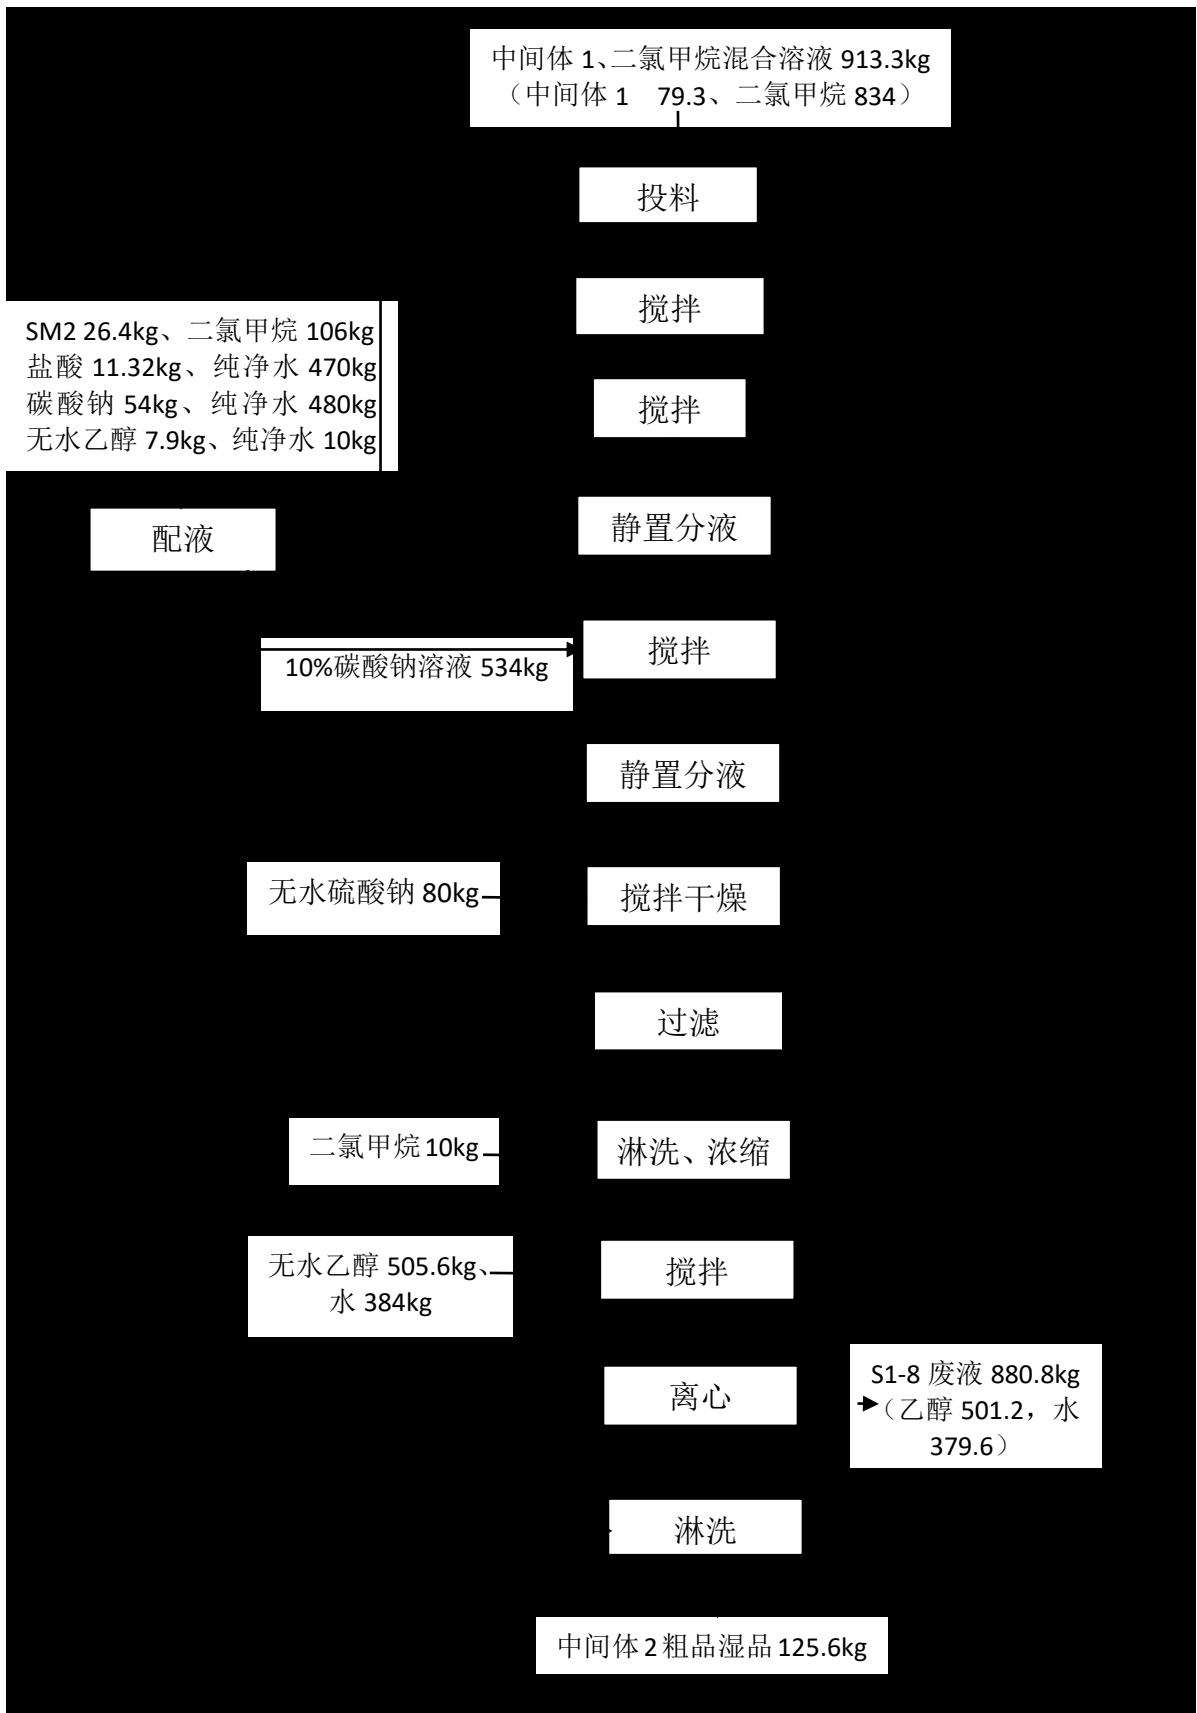 中间体 1、二氯甲烷混合溶液 913.3kg
（中间体 1 79.3、二氯甲烷 834）
投料
搅拌
SM2 26.4kg、二氯甲烷 106kg
盐酸 11.32kg、纯净水 470kg
碳酸钠 54kg、纯净水 480kg
无水乙醇 7.9kg、纯净水 10kg
搅拌
静置分液
配液
搅拌
10%碳酸钠溶液 534kg
静置分液
无水硫酸钠 80kg
搅拌干燥
过滤
二氯甲烷 10kg
淋洗、浓缩
无水乙醇 505.6kg、
水 384kg
搅拌
离心
S1-8 废液 880.8kg
（乙醇 501.2，水
379.6）
淋洗
中间体 2 粗品湿品 125.6kg